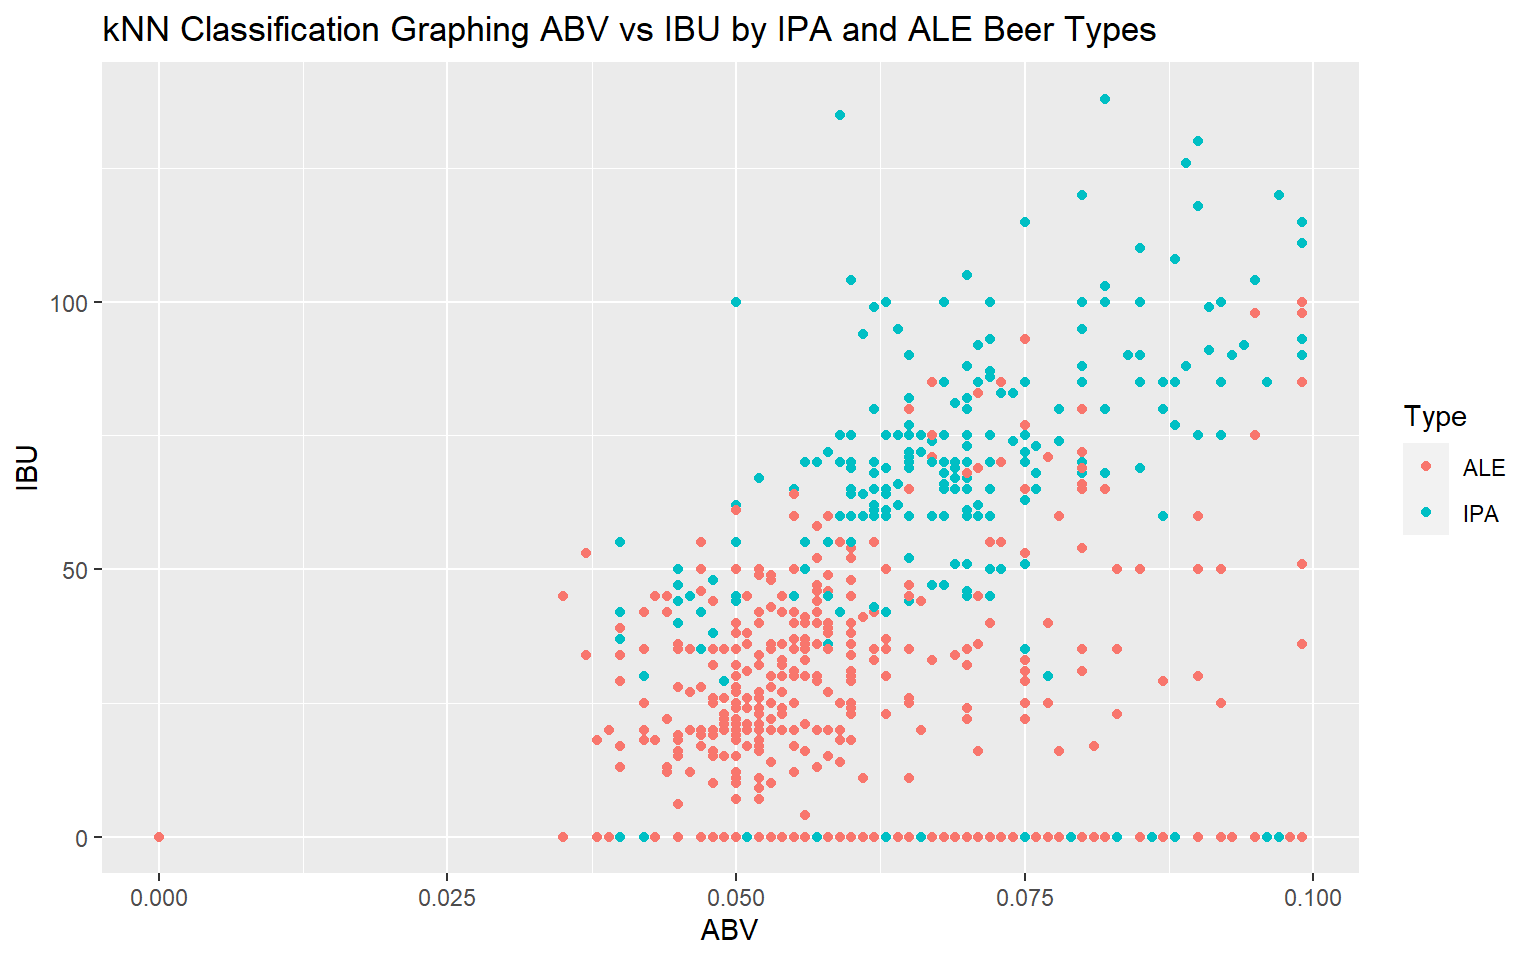 kNN Classification Graphing ABV vs IBU by IPA and ALE Beer Types
100
50
0
IBU
0.000 0.025 0.050 0.075 0.100
ABV
Type
ALE
IPA